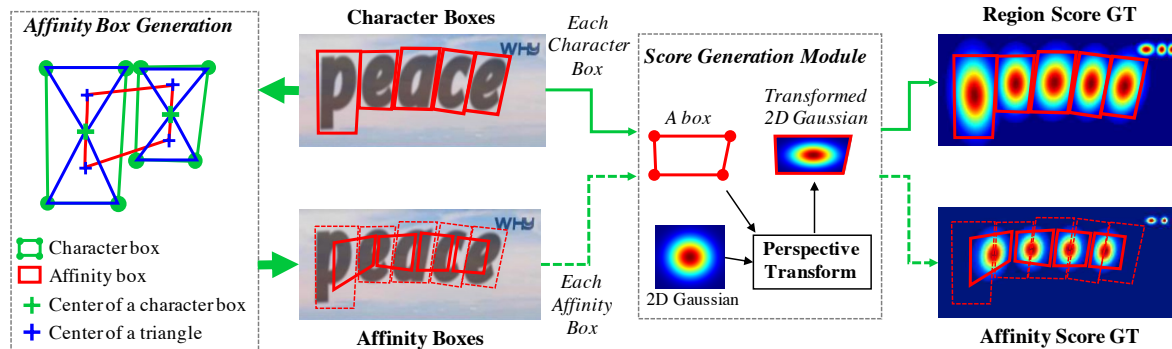 Affinity Box Generation
Character box
Affinity box
Center of a character box
Center of a triangle
Character Boxes
peace
WHY
peace
WHY
Affinity Boxes
Each
Character
Box
Each
Affinity
Box
Score Generation Module
A box
Transformed
2D Gaussian
2D Gaussian
Perspective
Transform
Region Score GT
Affinity Score GT